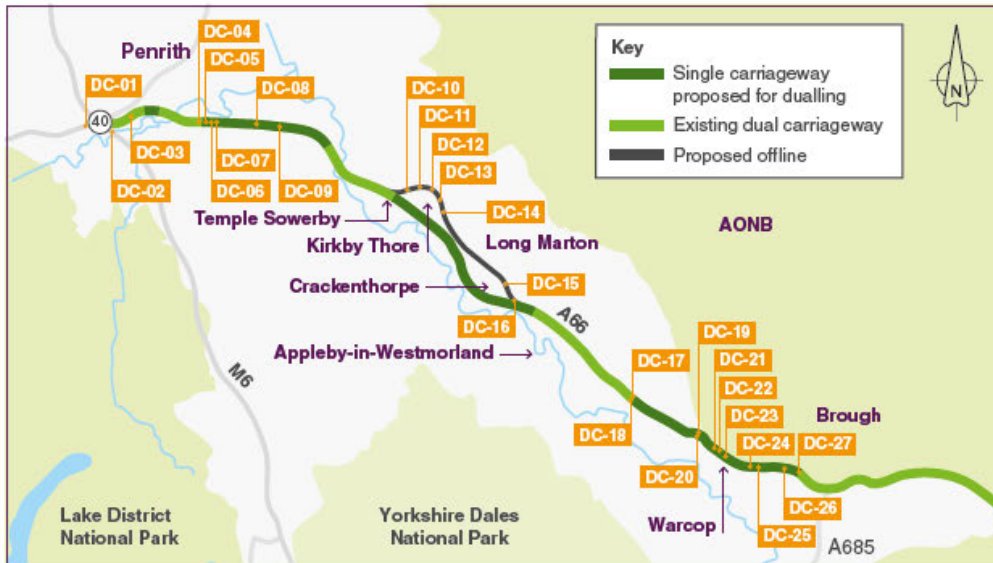 DC-04
Penrith
DC-05
DC-01
DC-08
DC-10
DC-11
DC-12
DC-13
40
DC-03
DC-07
DC-02
DC-06
DC-09
DC-14
Key
Single carriageway
proposed for dualling
Existing dual carriageway
Proposed offline
N
Temple Sowerby
Kirkby Thore
Long Marton
AONB
Crackenthorpe
DC-15
DC-16
A66
Appleby-in-Westmorland
M6
DC-17
DC-19
DC-21
DC-22
DC-23
Brough
DC-18
DC-24
DC-27
DC-20
DC-26
Warcop
DC-25
A685
Lake District
National Park
Yorkshire Dales
National Park